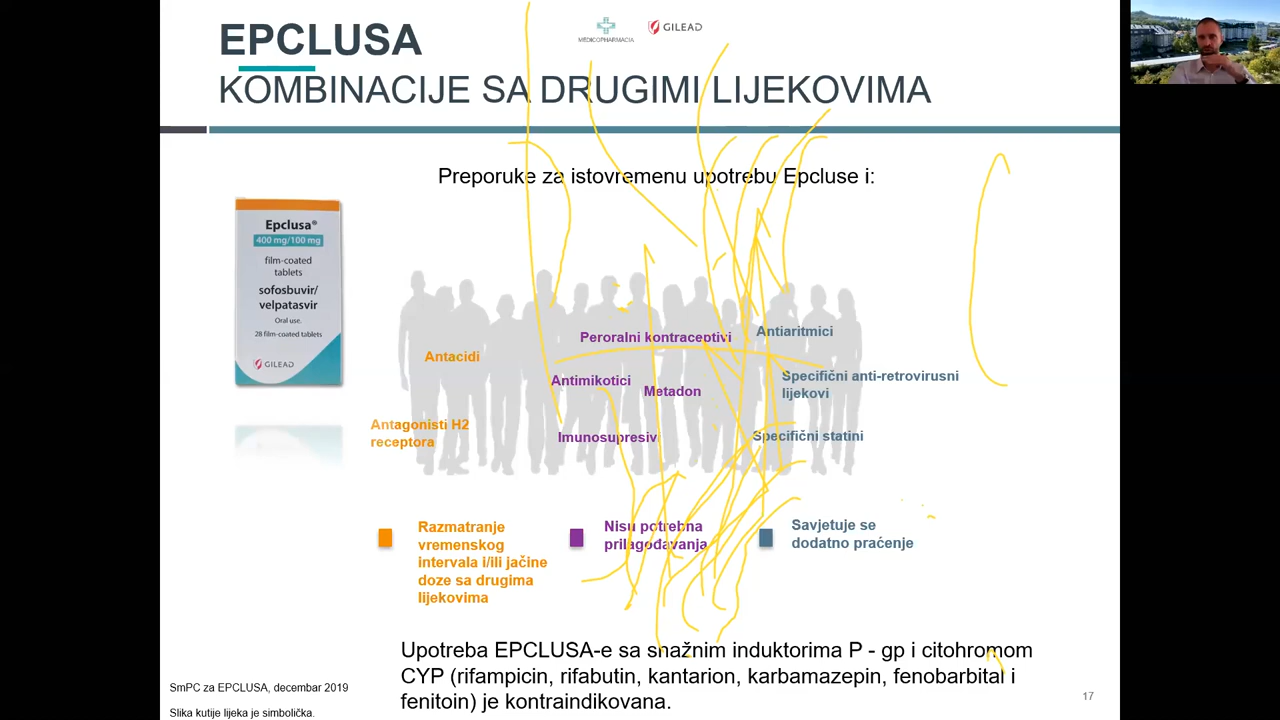 EPCLUSA
MEDICOPHARMACIA
GILEAD
KOMBINACIJE SA DRUGIMI LIJEKOVIMA
Preporuke za istovremenu upotrebu Epcluse i:
Epclusa®
400 mg/100 mg
film-coated
tablets
sofosbuvir/
velpatasvir
Oral use.
28 film-coated tablets
GILEAD
Peroralni kontraceptivi
Antiaritmici
Antacidi
Antimikotici
Metadon
Specifični anti-retrovirusni
lijekovi
Antagonisti H2
receptora
Imunosupresivi
Specifični statini
Razmatranje
vremenskog
intervala i/ili jačine
doze sa drugima
lijekovima
Nisu potrebna
prilagođavanja
Savjetuje se
dodatno praćenje
Upotreba EPCLUSA-e sa snažnim induktorima P - gp i citohromom
CYP (rifampicin, rifabutin, kantarion, karbamazepin, fenobarbital i
fenitoin) je kontraindikovana.
SmPC za EPCLUSA, decembar 2019
Slika kutije lijeka je simbolička.
17